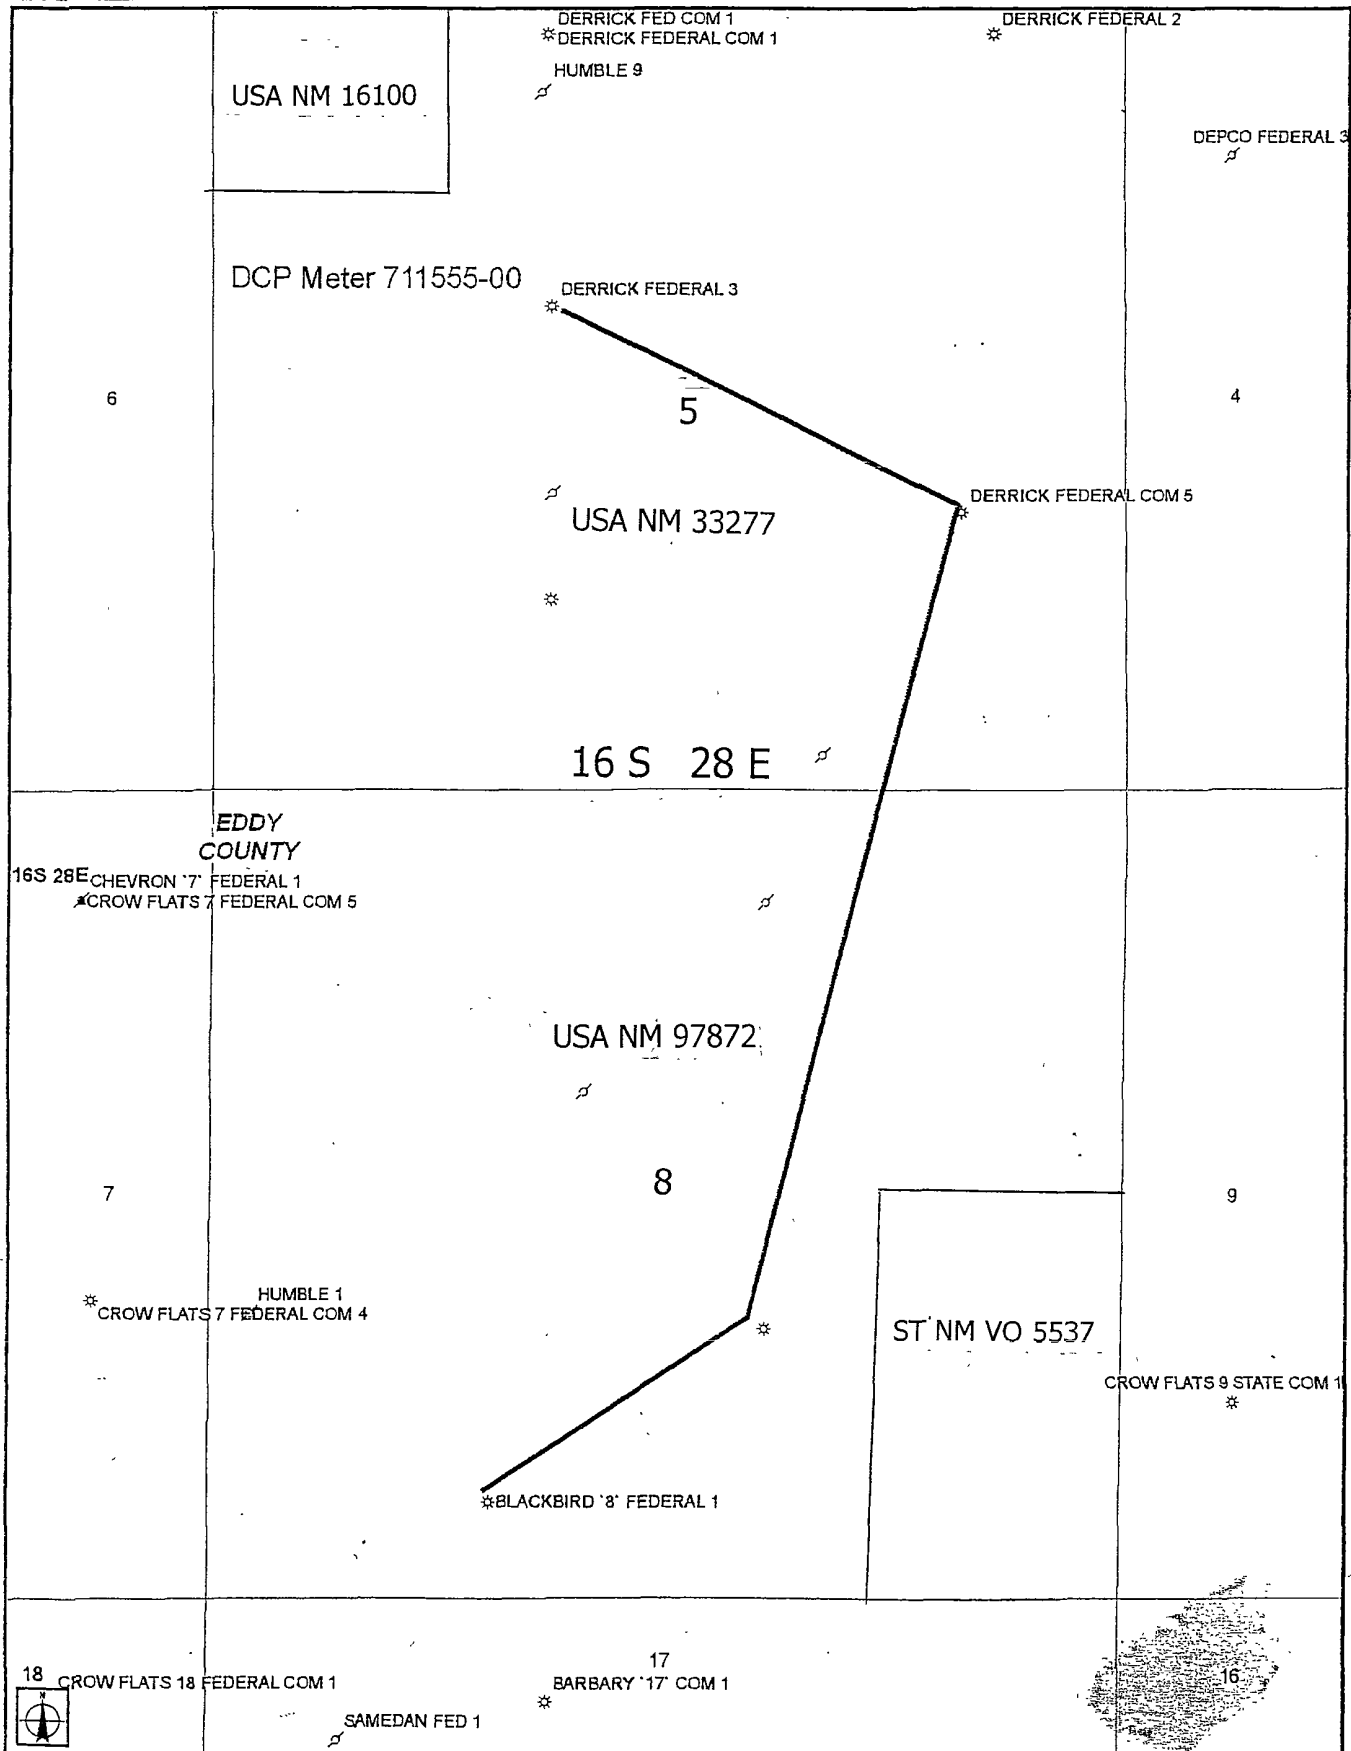 DERRICK FED COM 1
DERRICK FEDERAL COM 1
DERRICK FEDERAL 2
HUMBLE 9
USA NM 16100
DEPCO FEDERAL 3
DCP Meter 711555-00
DERRICK FEDERAL 3
6
5
4
DERRICK FEDERAL COM 5
USA NM 33277
16 S 28 E
EDDY
COUNTY
16S 28E
CHEVRON '7' FEDERAL 1
CROW FLATS 7 FEDERAL COM 5
USA NM 97872
8
7
9
HUMBLE 1
CROW FLATS 7 FEDERAL COM 4
ST NM VO 5537
CROW FLATS 9 STATE COM 1
BLACKBIRD '8' FEDERAL 1
17
18
CROW FLATS 18 FEDERAL COM 1
BARBARY '17' COM 1
16
N
SAMEDAN FED 1